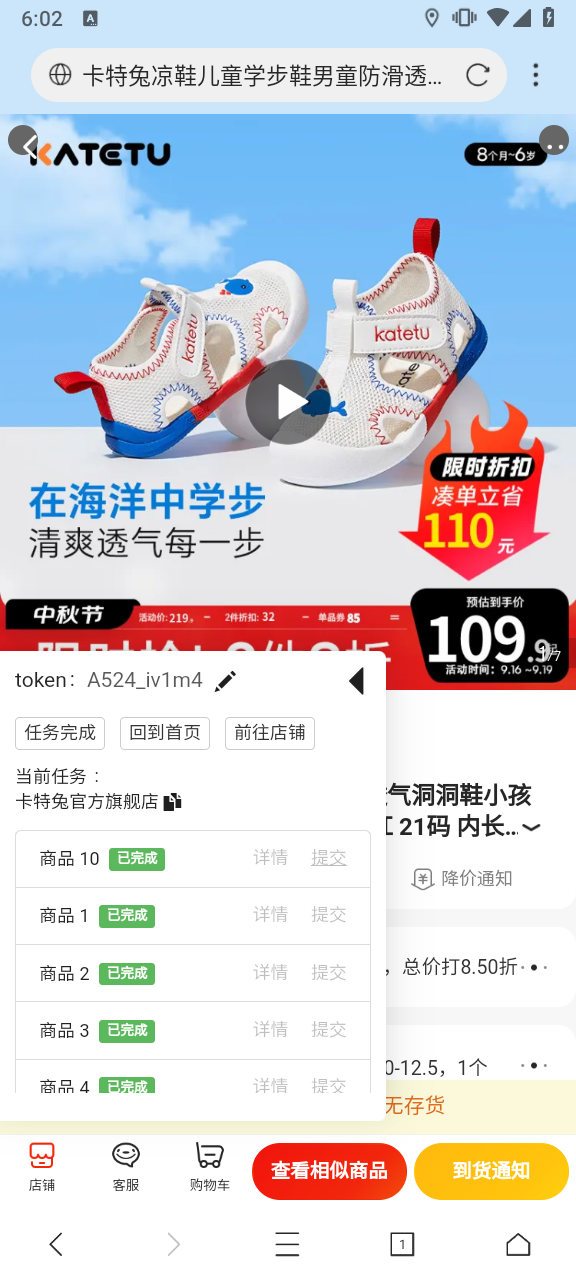 6:02
A
卡特兔凉鞋儿童学步鞋男童防滑透...
KATETU
8个月~6岁
katetu
katetu
限时折扣
凑单立省
110元
在海洋中学步
清爽透气每一步
中秋节
活动价:219。 - 2件折扣: 32 - 单品券85 =
预估到手价
109.9起
1/7
活动时间: 9.16 ~9.19
token: A524_iv1m4
任务完成
回到首页
前往店铺
当前任务：
卡特兔官方旗舰店
气洞洞鞋小孩
21码 内长...
降价通知
商品 10 已完成 详情 提交
商品 1 已完成 详情 提交
，总价打8.50折
商品 2 已完成 详情 提交
商品 3 已完成 详情 提交
0-12.5，1个
商品 4 已完成 详情 提交
无存货
店铺
客服
购物车
查看相似商品
到货通知
1